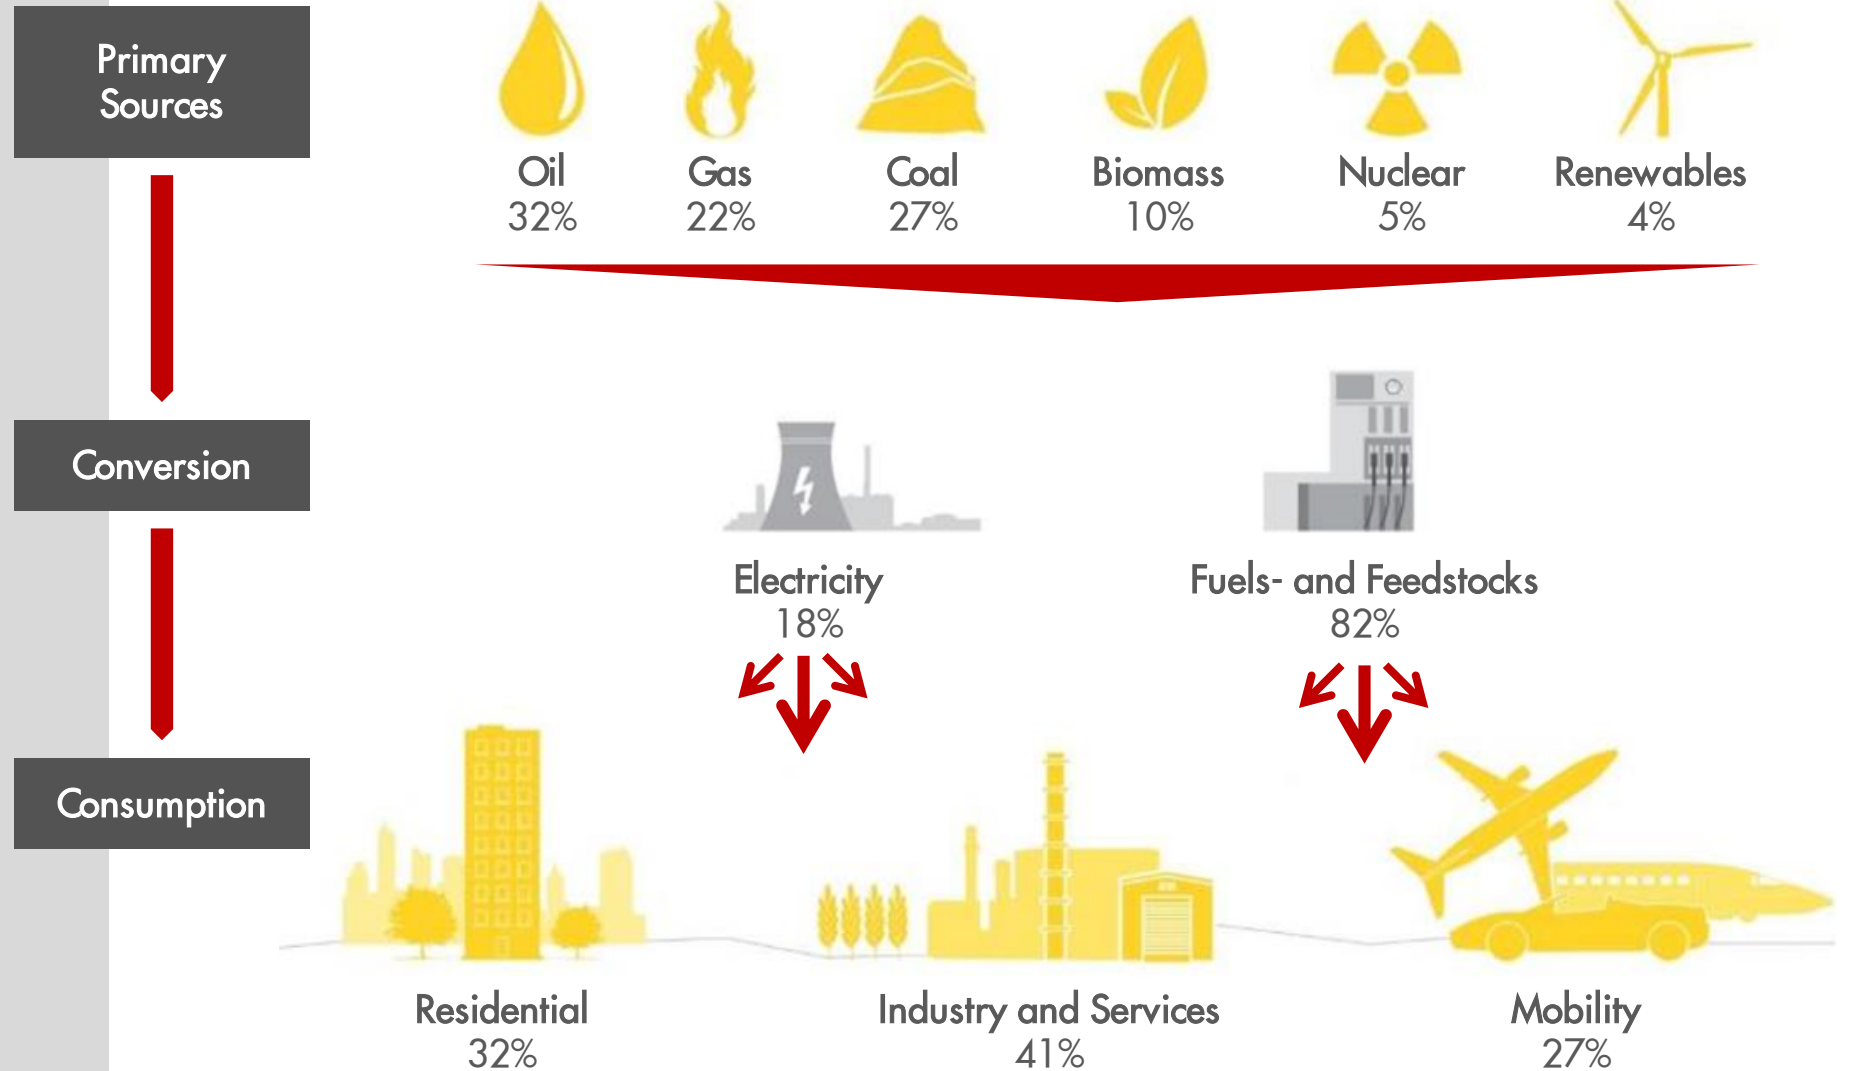 Primary
Sources
Oil
32%
Gas
22%
Coal
27%
Biomass
10%
Nuclear
5%
Renewables
4%
Conversion
Electricity
18%
Fuels- and Feedstocks
82%
Consumption
Residential
32%
Industry and Services
41%
Mobility
27%